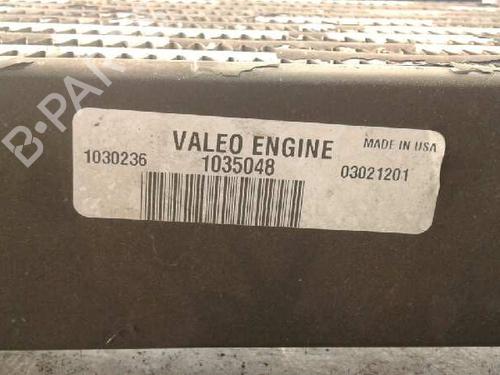 B-PAR
VALEO ENGINE
MADE IN USA
1030236
1035048
03021201